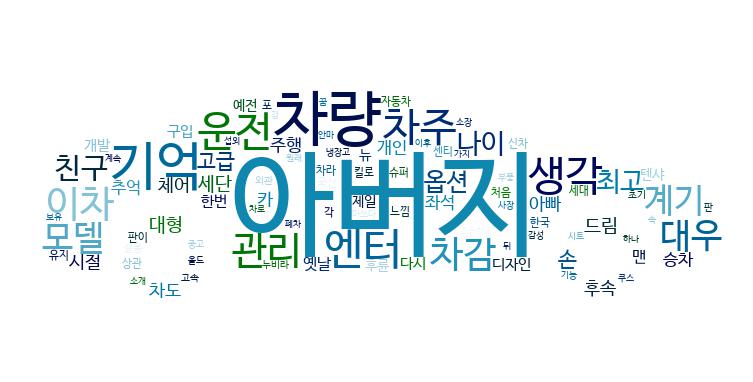 예전 포 꿈 자동차
구입 섭외 차량 안마 차주 소장
개발 계속 운전 주행 냉장고 개인 이후 나이 신차
친구 기억 고급 원래 뉴 센티 가지 생각
추억 체어 세단 외관 차라 킬로 슈퍼 옵션 부품 최고 텐샤
이차 한번 카 아버지 제일 처음 아빠 세대 초기 계기
보유 대형 차로 각 느낌 좌석 사장 한국 드림 속 판
모델 판이 관리 폐차 엔터 차감 뒤 감성 시트 하나 대우
유지 시절 상관 중고 올드 누비라 옛날 후륜 다시 디자인 손 맨 승차
소개 차도 고속 기능 후속 루스